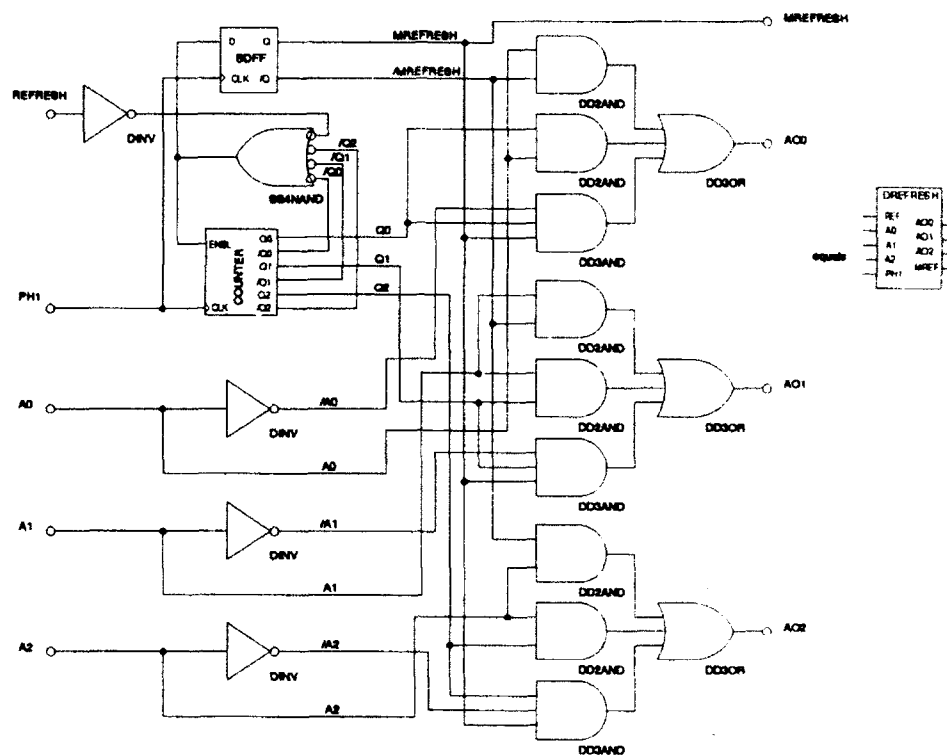 MREFRESH
MREFRESH
D Q
SDFF
CLK /Q
/MREFRESH
DD2AND
REFRESH
DINV
/Q2
/Q1
/Q0
SB4NAND
DD2AND
AO0
DD3OR
DREFRESH
REF
A0
A1
A2
PH1
AO0
AO1
AO2
MREF
equals
ENBL
COUNTER
CLK
Q0
/Q0
Q1
/Q1
Q2
/Q2
Q0
Q1
Q2
DD3AND
PH1
DD2AND
A0
/A0
DINV
A0
DD2AND
AO1
DD3OR
DD3AND
A1
/A1
DINV
A1
DD2AND
A2
/A2
DINV
A2
DD2AND
AO2
DD3OR
DD3AND